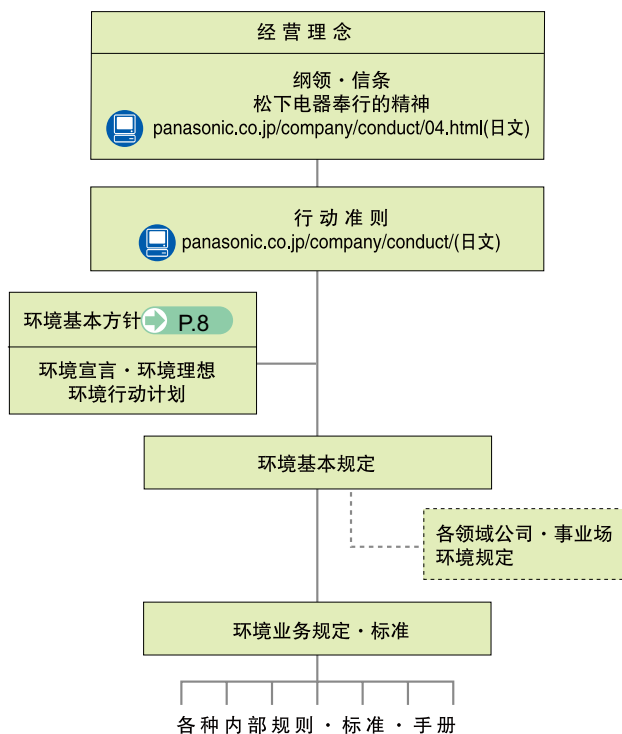 经营理念
纲领・信条
松下电器奉行的精神
panasonic.co.jp/company/conduct/04.html(日文)
行动准则
panasonic.co.jp/company/conduct/(日文)
环境基本方针 P.8
环境宣言・环境理想
环境行动计划
环境基本规定
各领域公司・事业场
环境规定
环境业务规定・标准
各种内部规则・标准・手册